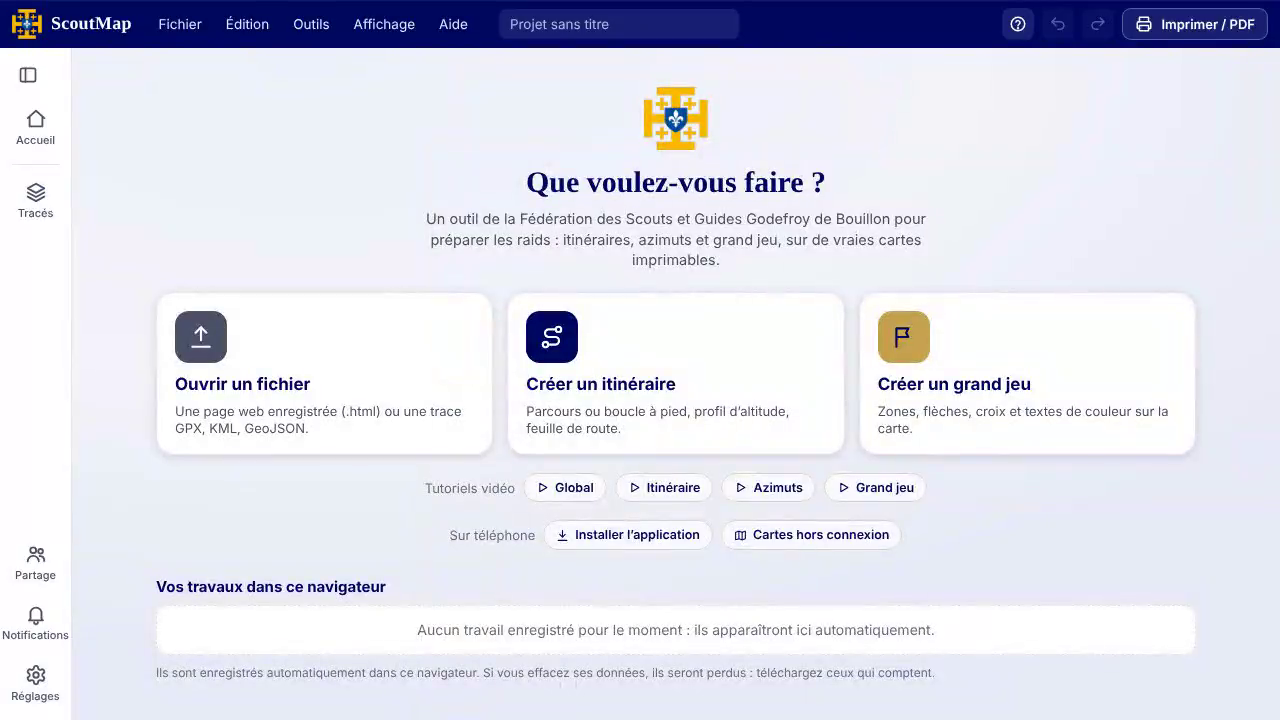 ScoutMap
Fichier
Édition
Outils
Affichage
Aide
Projet sans titre
Imprimer / PDF
Accueil
Tracés
Partage
Notifications
Réglages
Que voulez-vous faire ?
Un outil de la Fédération des Scouts et Guides Godefroy de Bouillon pour
préparer les raids : itinéraires, azimuts et grand jeu, sur de vraies cartes
imprimables.
Ouvrir un fichier
Une page web enregistrée (.html) ou une trace
GPX, KML, GeoJSON.
Créer un itinéraire
Parcours ou boucle à pied, profil d’altitude,
feuille de route.
Créer un grand jeu
Zones, flèches, croix et textes de couleur sur la
carte.
Tutoriels vidéo
Global
Itinéraire
Azimuts
Grand jeu
Sur téléphone
Installer l’application
Cartes hors connexion
Vos travaux dans ce navigateur
Aucun travail enregistré pour le moment : ils apparaîtront ici automatiquement.
Ils sont enregistrés automatiquement dans ce navigateur. Si vous effacez ses données, ils seront perdus : téléchargez ceux qui comptent.